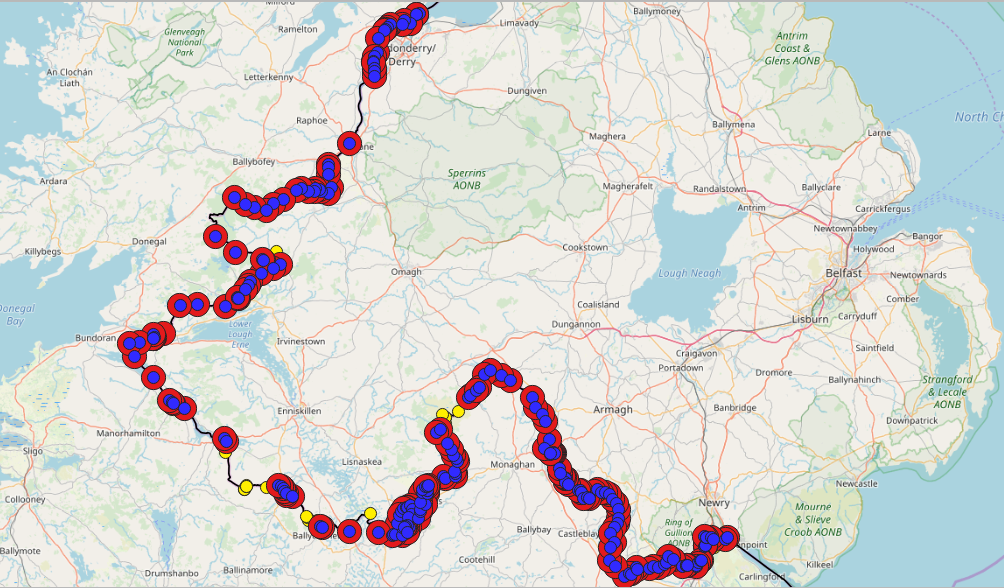 Milford
Limavady
Ballymoney
Glenveagh
National
Park
Ramelton
donderry/
Derry
Antrim
Coast &
Glens AONB
An Clochán
Liath
Letterkenny
Dungiven
Raphoe
Maghera
Ballymena
Larne
North Ch
Ballybofey
Sperrins
AONB
Ardara
Magherafelt
Randalstown
Ballyclare
Antrim
Carrickfergus
Newtownabbey
Donegal
Killybegs
Cookstown
Holywood
Bangor
Omagh
Lough Neagh
Belfast
Newtownards
Donegal
Bay
Coalisland
Comber
Lower
Lough
Erne
Dungannon
Lisburn
Carryduff
Bundoran
Irvinestown
Craigavon
Saintfield
Portadown
Dromore
Ballynahinch
Strangford
& Lecale
AONB
Enniskillen
Armagh
Banbridge
Downpatrick
Manorhamilton
Sligo
Lisnaskea
Monaghan
Newcastle
Collooney
Newry
Mourne
& Slieve
Croob AONB
Ring of
Gullion
AONB
Ballybay
Castleblay
Ballymote
Cootehill
Kilkeel
Drumshanbo
Ballinamore
Carlingford